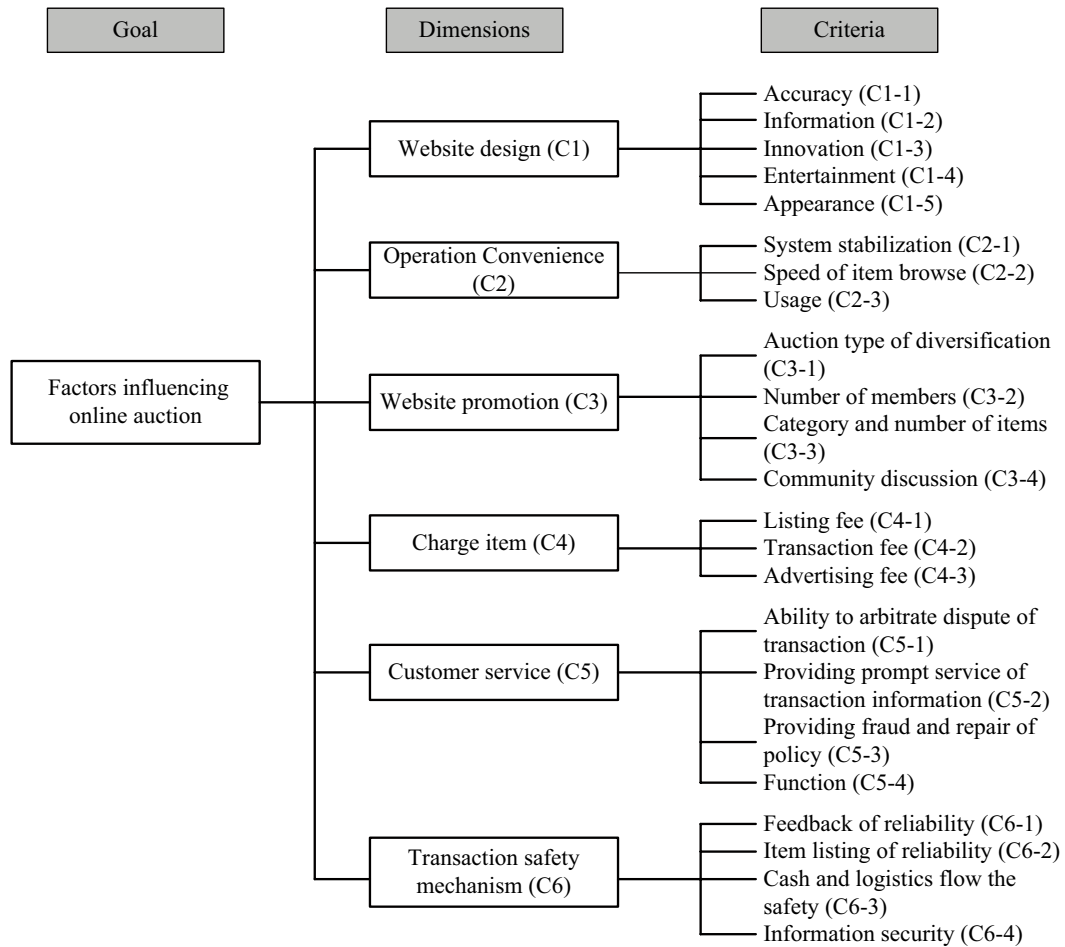 Goal
Dimensions
Criteria
Factors influencing
online auction
Website design (C1)
Accuracy (C1-1)
Information (C1-2)
Innovation (C1-3)
Entertainment (C1-4)
Appearance (C1-5)
Operation Convenience
(C2)
System stabilization (C2-1)
Speed of item browse (C2-2)
Usage (C2-3)
Website promotion (C3)
Auction type of diversification
(C3-1)
Number of members (C3-2)
Category and number of items
(C3-3)
Community discussion (C3-4)
Charge item (C4)
Listing fee (C4-1)
Transaction fee (C4-2)
Advertising fee (C4-3)
Customer service (C5)
Ability to arbitrate dispute of
transaction (C5-1)
Providing prompt service of
transaction information (C5-2)
Providing fraud and repair of
policy (C5-3)
Function (C5-4)
Transaction safety
mechanism (C6)
Feedback of reliability (C6-1)
Item listing of reliability (C6-2)
Cash and logistics flow the
safety (C6-3)
Information security (C6-4)